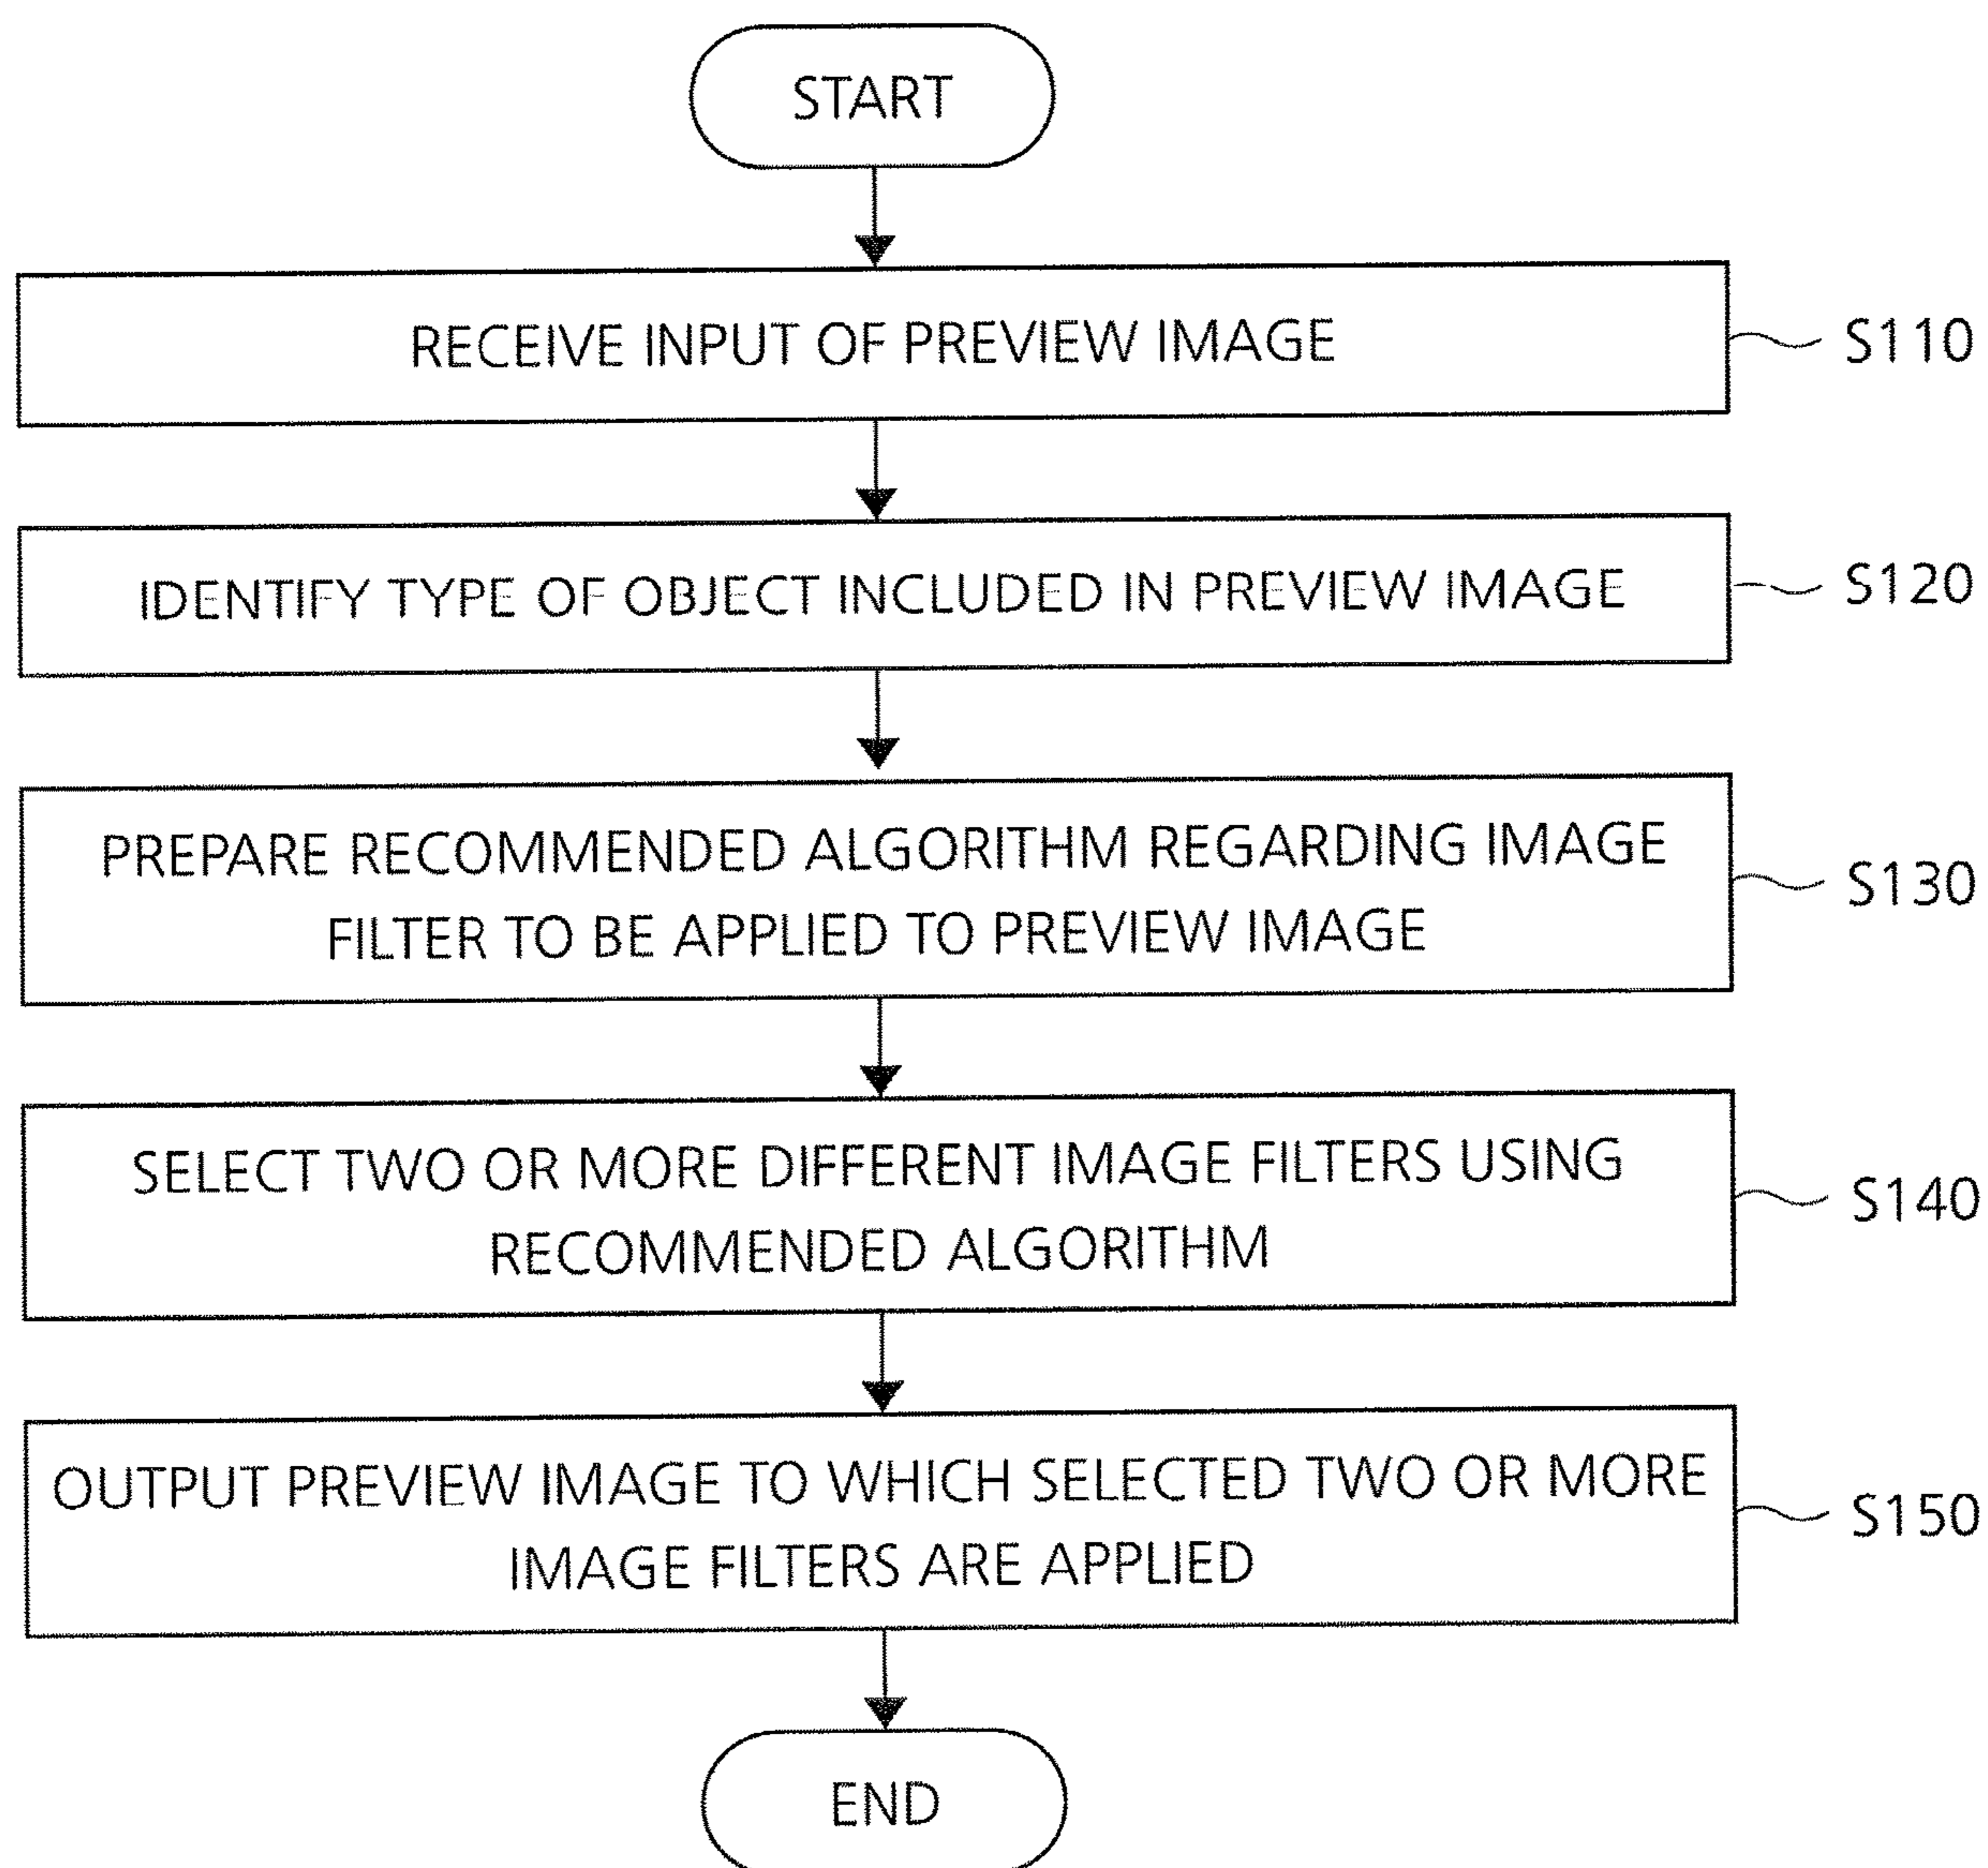 START
RECEIVE INPUT OF PREVIEW IMAGE
S110
IDENTIFY TYPE OF OBJECT INCLUDED IN PREVIEW IMAGE
S120
PREPARE RECOMMENDED ALGORITHM REGARDING IMAGE
FILTER TO BE APPLIED TO PREVIEW IMAGE
S130
SELECT TWO OR MORE DIFFERENT IMAGE FILTERS USING
RECOMMENDED ALGORITHM
S140
OUTPUT PREVIEW IMAGE TO WHICH SELECTED TWO OR MORE
IMAGE FILTERS ARE APPLIED
S150
END